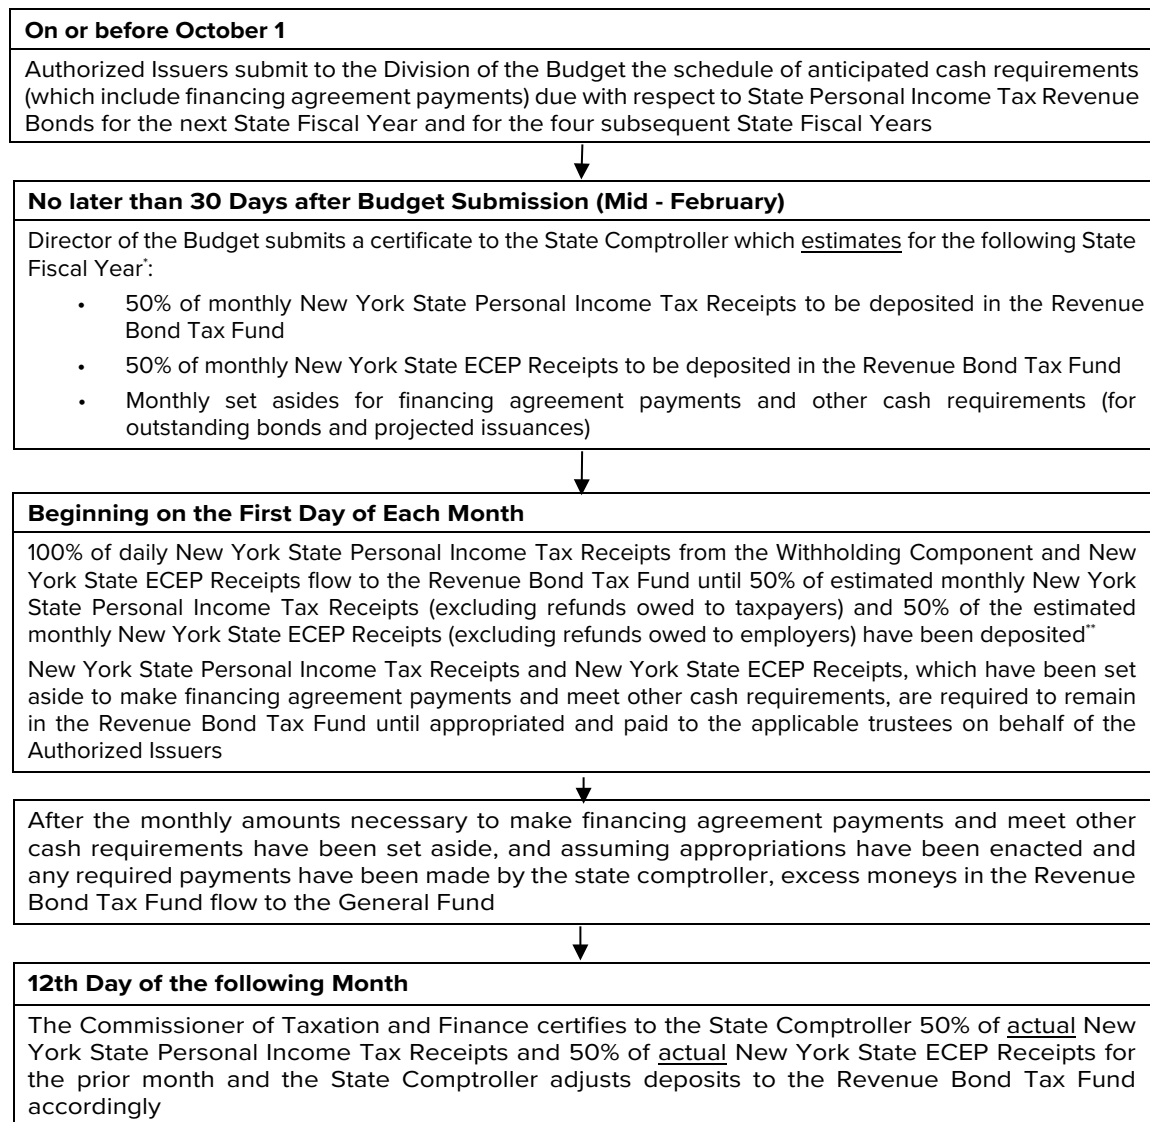 On or before October 1
Authorized Issuers submit to the Division of the Budget the schedule of anticipated cash requirements
(which include financing agreement payments) due with respect to State Personal Income Tax Revenue
Bonds for the next State Fiscal Year and for the four subsequent State Fiscal Years
No later than 30 Days after Budget Submission (Mid - February)
Director of the Budget submits a certificate to the State Comptroller which estimates for the following State
Fiscal Year*:
• 50% of monthly New York State Personal Income Tax Receipts to be deposited in the Revenue
Bond Tax Fund
• 50% of monthly New York State ECEP Receipts to be deposited in the Revenue Bond Tax Fund
• Monthly set asides for financing agreement payments and other cash requirements (for
outstanding bonds and projected issuances)
Beginning on the First Day of Each Month
100% of daily New York State Personal Income Tax Receipts from the Withholding Component and New
York State ECEP Receipts flow to the Revenue Bond Tax Fund until 50% of estimated monthly New York
State Personal Income Tax Receipts (excluding refunds owed to taxpayers) and 50% of the estimated
monthly New York State ECEP Receipts (excluding refunds owed to employers) have been deposited**
New York State Personal Income Tax Receipts and New York State ECEP Receipts, which have been set
aside to make financing agreement payments and meet other cash requirements, are required to remain
in the Revenue Bond Tax Fund until appropriated and paid to the applicable trustees on behalf of the
Authorized Issuers
After the monthly amounts necessary to make financing agreement payments and meet other
cash requirements have been set aside, and assuming appropriations have been enacted and
any required payments have been made by the state comptroller, excess moneys in the Revenue
Bond Tax Fund flow to the General Fund
12th Day of the following Month
The Commissioner of Taxation and Finance certifies to the State Comptroller 50% of actual New
York State Personal Income Tax Receipts and 50% of actual New York State ECEP Receipts for
the prior month and the State Comptroller adjusts deposits to the Revenue Bond Tax Fund
accordingly